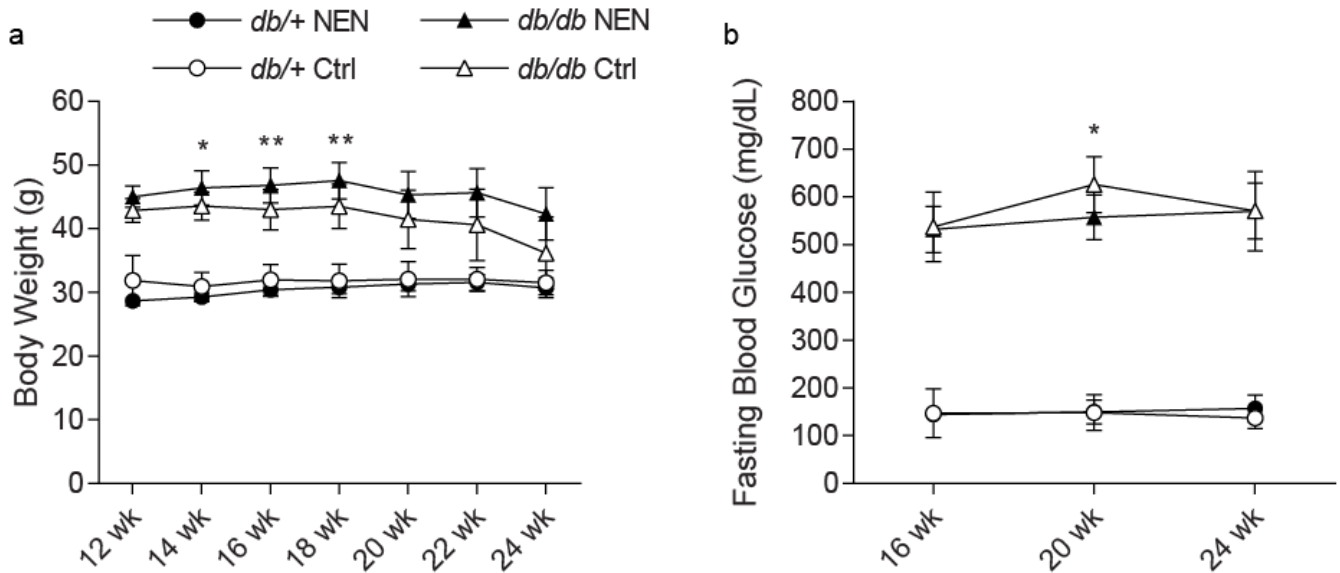 a
db/+ NEN
db/db NEN
db/+ Ctrl
db/db Ctrl
Body Weight (g)
60
50
40
30
20
10
0
*
**
**
12 wk
14 wk
16 wk
18 wk
20 wk
22 wk
24 wk
b
Fasting Blood Glucose (mg/dL)
800
700
600
500
400
300
200
100
0
*
16 wk
20 wk
24 wk